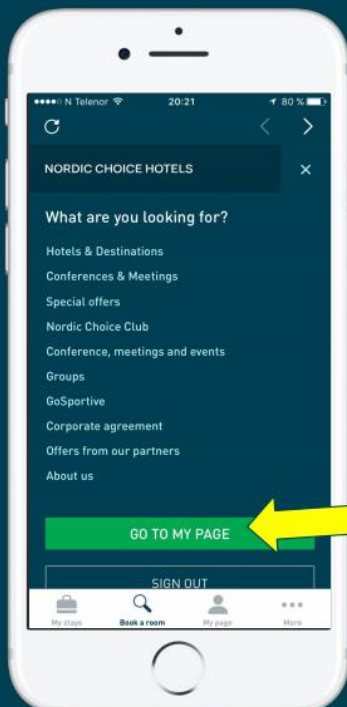 N Telenor 20:21 80 %
NORDIC CHOICE HOTELS ×
What are you looking for?
Hotels & Destinations
Conferences & Meetings
Special offers
Nordic Choice Club
Conference, meetings and events
Groups
GoSportive
Corporate agreement
Offers from our partners
About us
GO TO MY PAGE
SIGN OUT
My stays Book a room My page More